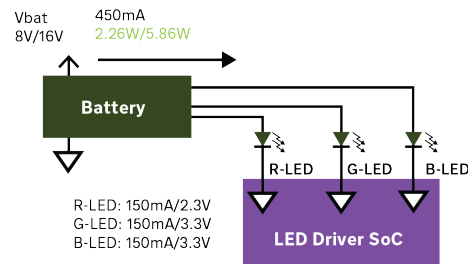 Vbat
8V/16V
450mA
2.26W/5.86W
Battery
R-LED
G-LED
B-LED
R-LED: 150mA/2.3V
G-LED: 150mA/3.3V
B-LED: 150mA/3.3V
LED Driver SoC